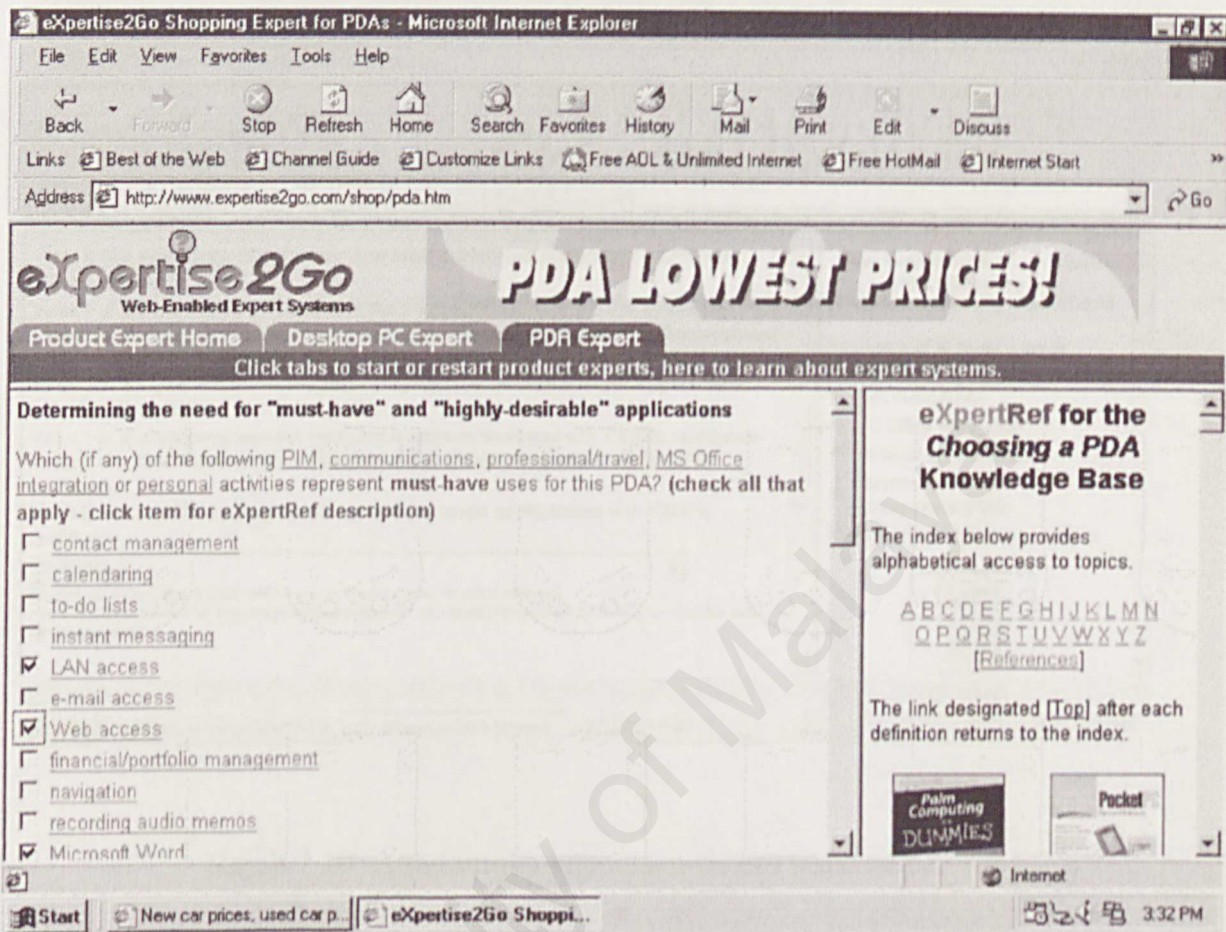 eXpertise2Go Shopping Expert for PDAs - Microsoft Internet Explorer
File Edit View Favorites Tools Help
Back Forward Stop Refresh Home Search Favorites History Mail Print Edit Discuss
Links Best of the Web Channel Guide Customize Links Free AOL & Unlimited Internet Free HotMail Internet Start »
Address http://www.expertise2go.com/shop/pda.htm Go
eXpertise2Go
Web-Enabled Expert Systems
PDA LOWEST PRICES!
Product Expert Home Desktop PC Expert PDA Expert
Click tabs to start or restart product experts, here to learn about expert systems.
Determining the need for "must-have" and "highly-desirable" applications
Which (if any) of the following PIM, communications, professional/travel, MS Office
integration or personal activities represent must-have uses for this PDA? (check all that
apply - click item for eXpertRef description)
contact management
calendaring
to-do lists
instant messaging
LAN access
e-mail access
Web access
financial/portfolio management
navigation
recording audio memos
Microsoft Word
eXpertRef for the
Choosing a PDA
Knowledge Base
The index below provides
alphabetical access to topics.
A B C D E F G H I J K L M N
O P Q R S T U V W X Y Z
[References]
The link designated [Top] after each
definition returns to the index.
Palm
Computing
DUMMIES
Pocket
Internet
Start New car prices, used car p... eXpertise2Go Shoppi... 3:32 PM
University of Malaya